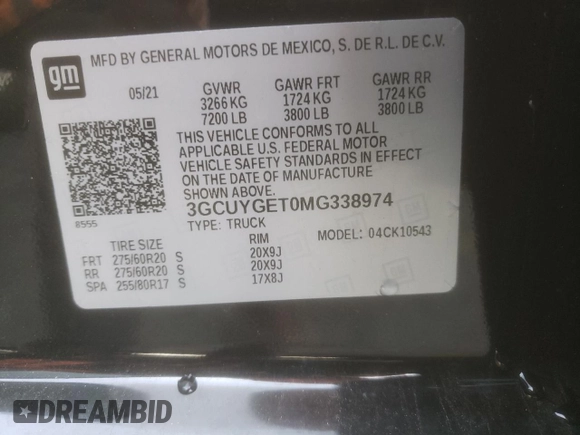 gm
MFD BY GENERAL MOTORS DE MEXICO, S. DE R.L. DE C.V.
05/21 GVWR GAWR FRT GAWR RR
3266 KG 1724 KG 1724 KG
7200 LB 3800 LB 3800 LB
THIS VEHICLE CONFORMS TO ALL
APPLICABLE U.S. FEDERAL MOTOR
VEHICLE SAFETY STANDARDS IN EFFECT
ON THE DATE OF MANUFACTURE
SHOWN ABOVE.
8555 3GCUYGET0MG338974
TYPE: TRUCK MODEL: 04CK10543
TIRE SIZE RIM
FRT 275/60R20 S 20X9J
RR 275/60R20 S 20X9J
SPA 255/80R17 S 17X8J
DREAMBID